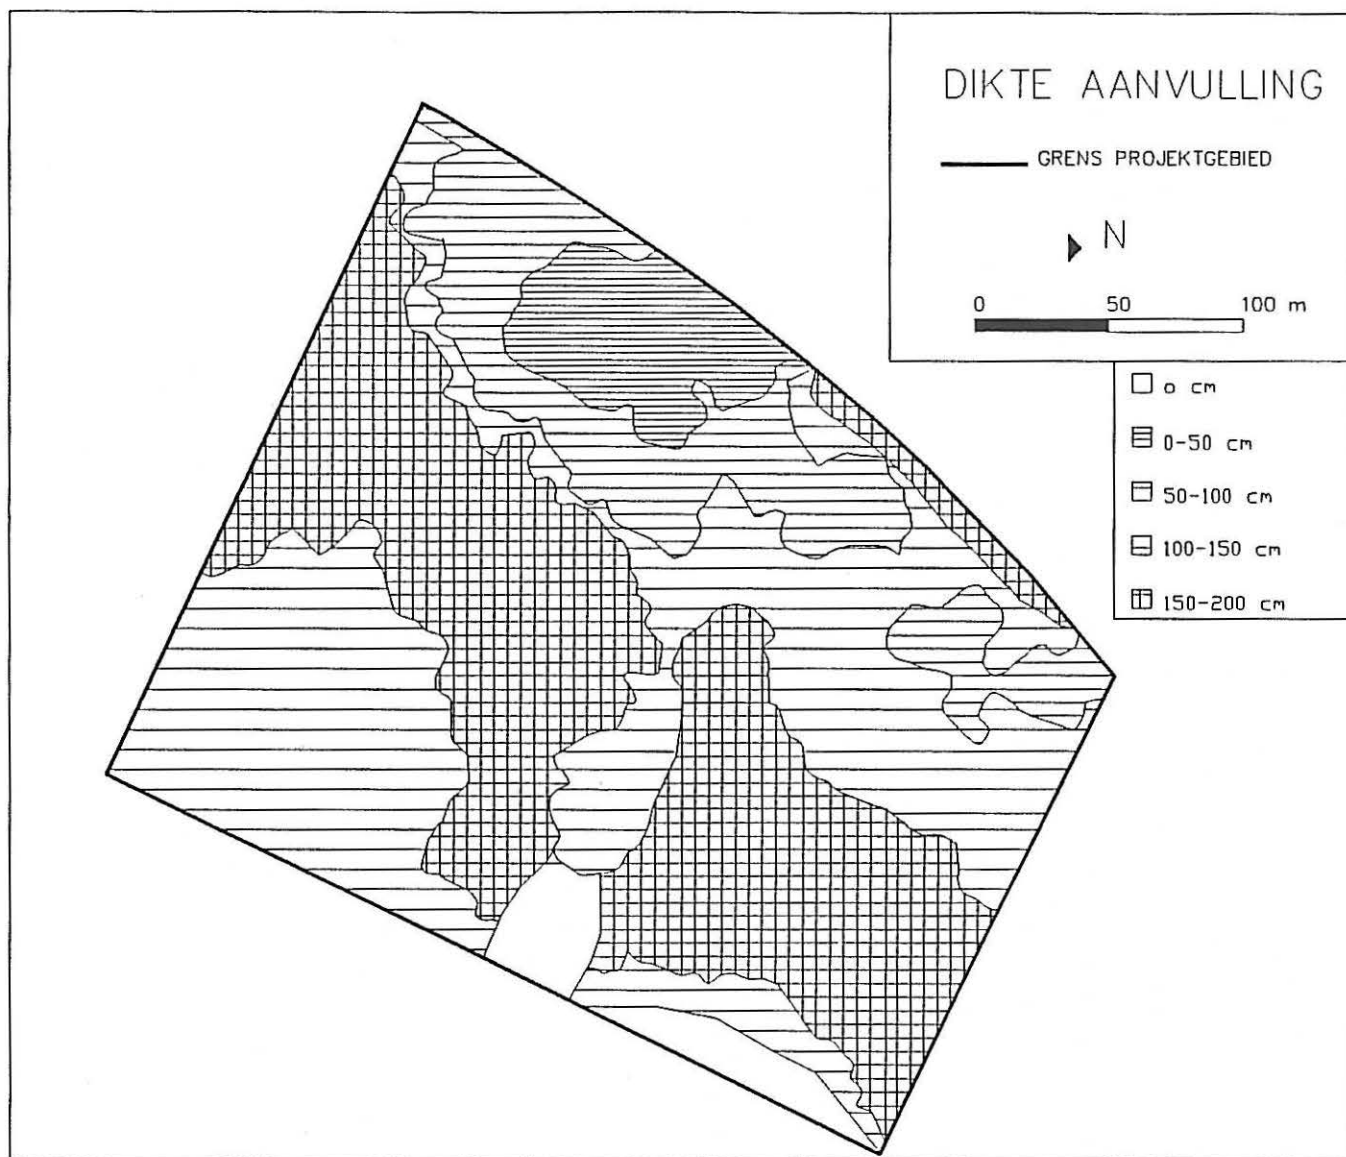 DIKTE AANVULLING
GRENS PROJEKTGEBIED
N
0 50 100 m
o cm
0-50 cm
50-100 cm
100-150 cm
150-200 cm